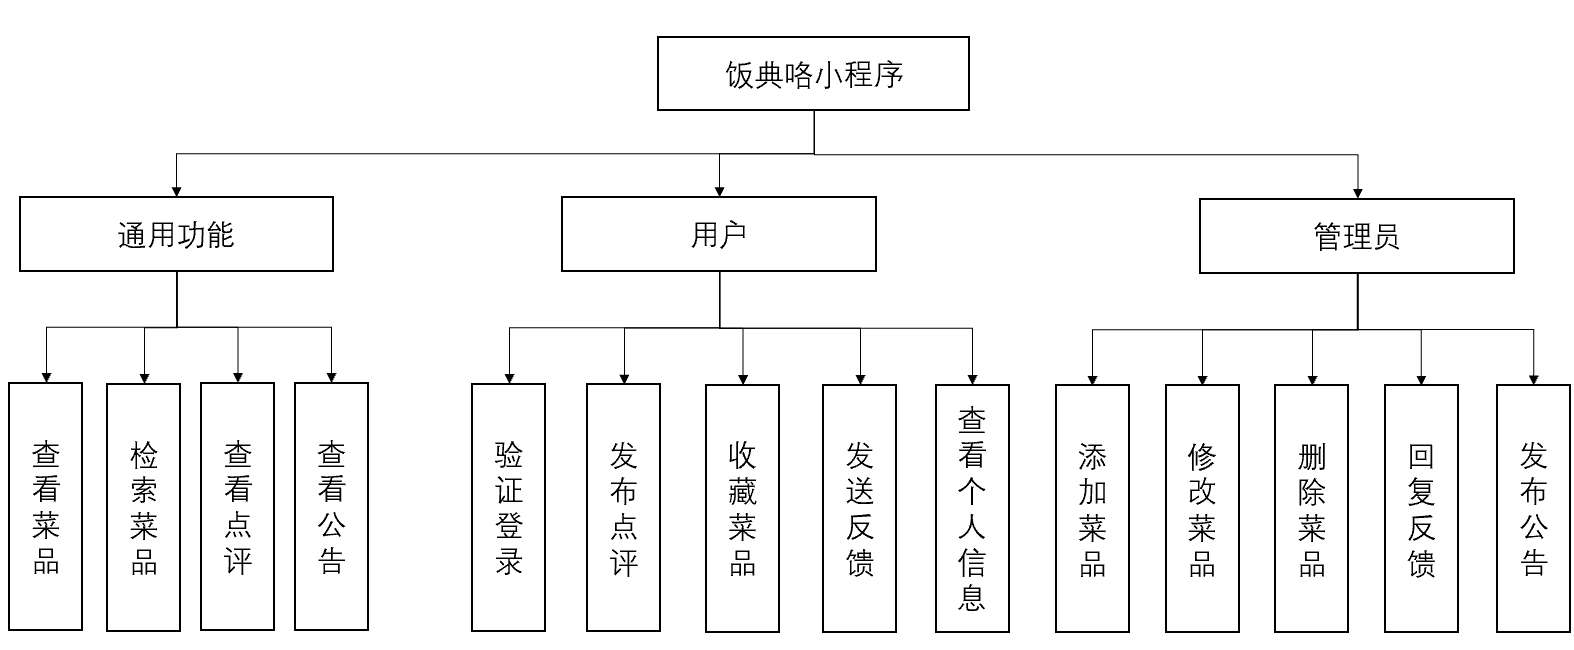 饭典咯小程序
通用功能
用户
管理员
查看菜品
检索菜品
查看点评
查看公告
验证登录
发布点评
收藏菜品
发送反馈
查看个人信息
添加菜品
修改菜品
删除菜品
回复反馈
发布公告